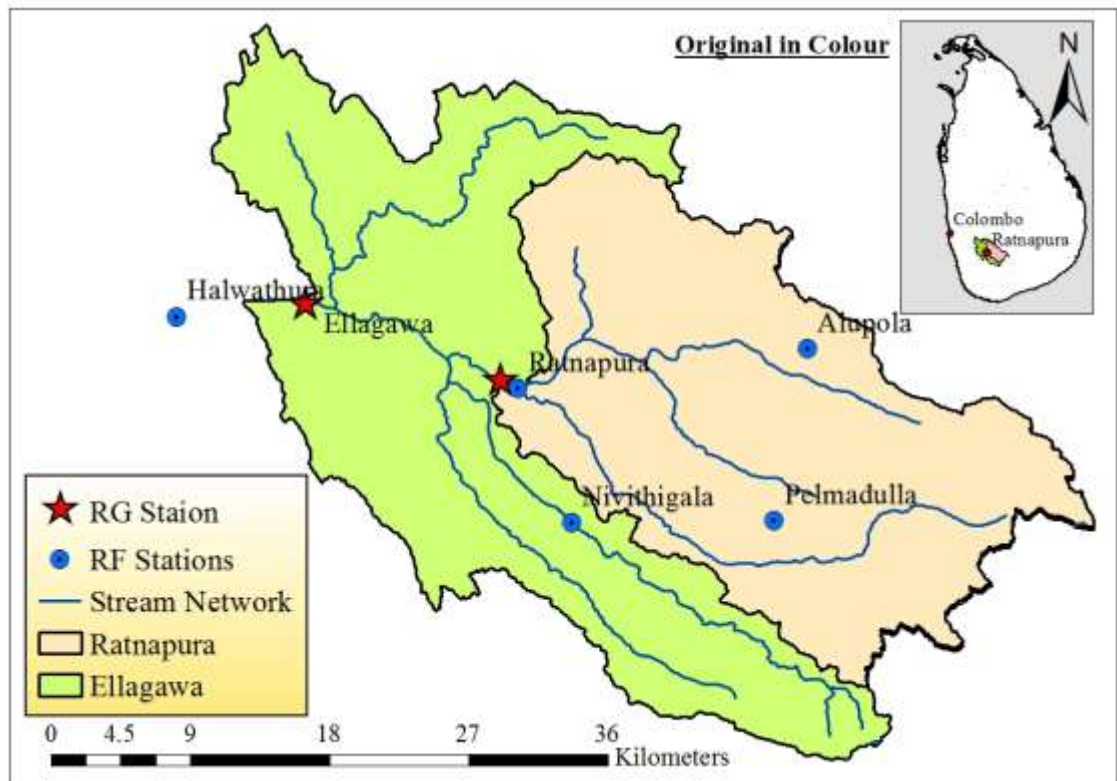 Original in Colour
N
Colombo
Ratnapura
Halwathura
Ellagawa
Ratnapura
Alupola
Nivithigala
Pelmadulla
RG Staion
RF Stations
Stream Network
Ratnapura
Ellagawa
0 4.5 9 18 27 36
Kilometers